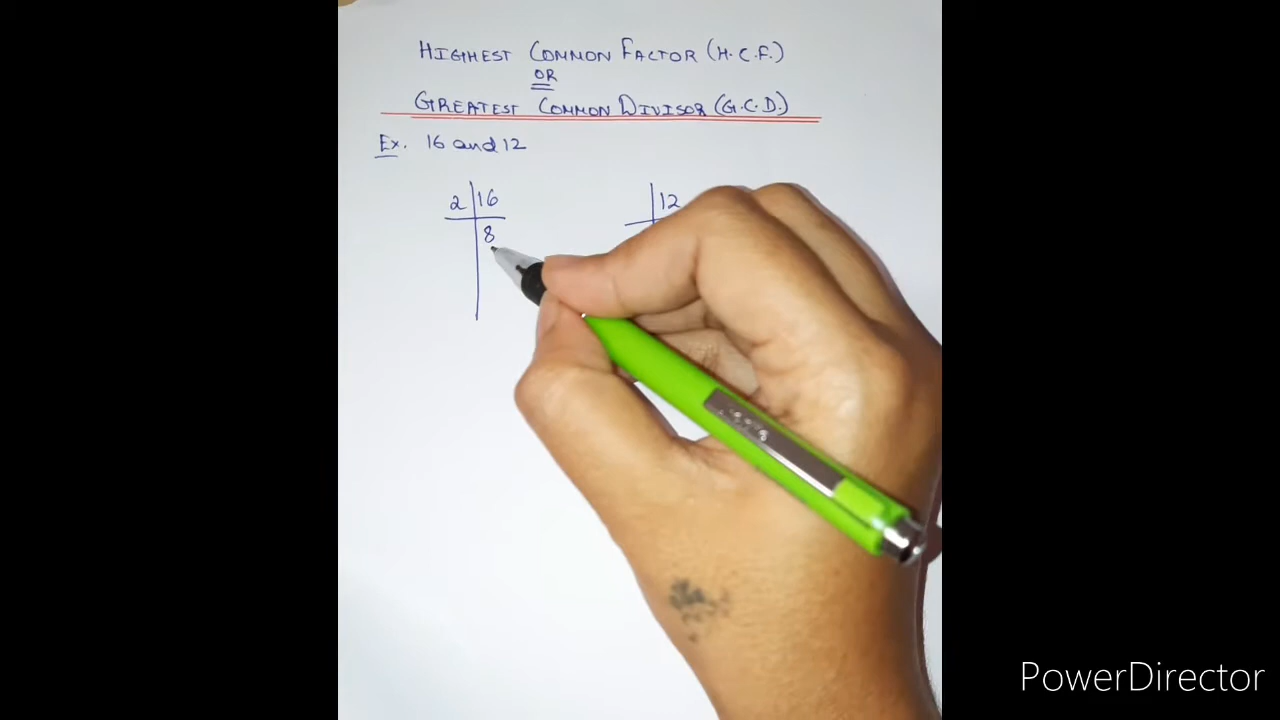 HIGHEST COMMON FACTOR (H.C.F.)
OR
GREATEST COMMON DIVISOR (G.C.D.)
Ex. 16 and 12
2 16
8
12
PowerDirector